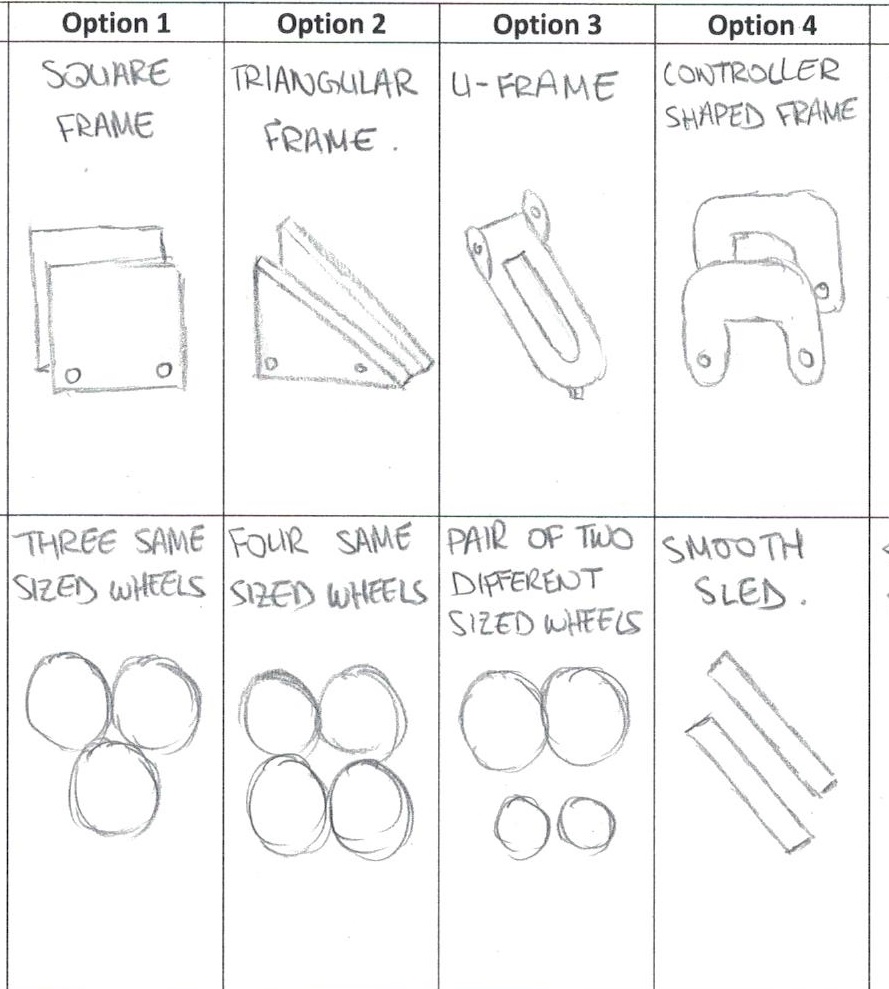 Option 1
Option 2
Option 3
Option 4
SQUARE
FRAME
TRIANGULAR
FRAME.
U-FRAME
CONTROLLER
SHAPED FRAME
THREE SAME
SIZED WHEELS
FOUR SAME
SIZED WHEELS
PAIR OF TWO
DIFFERENT
SIZED WHEELS
SMOOTH
SLED.